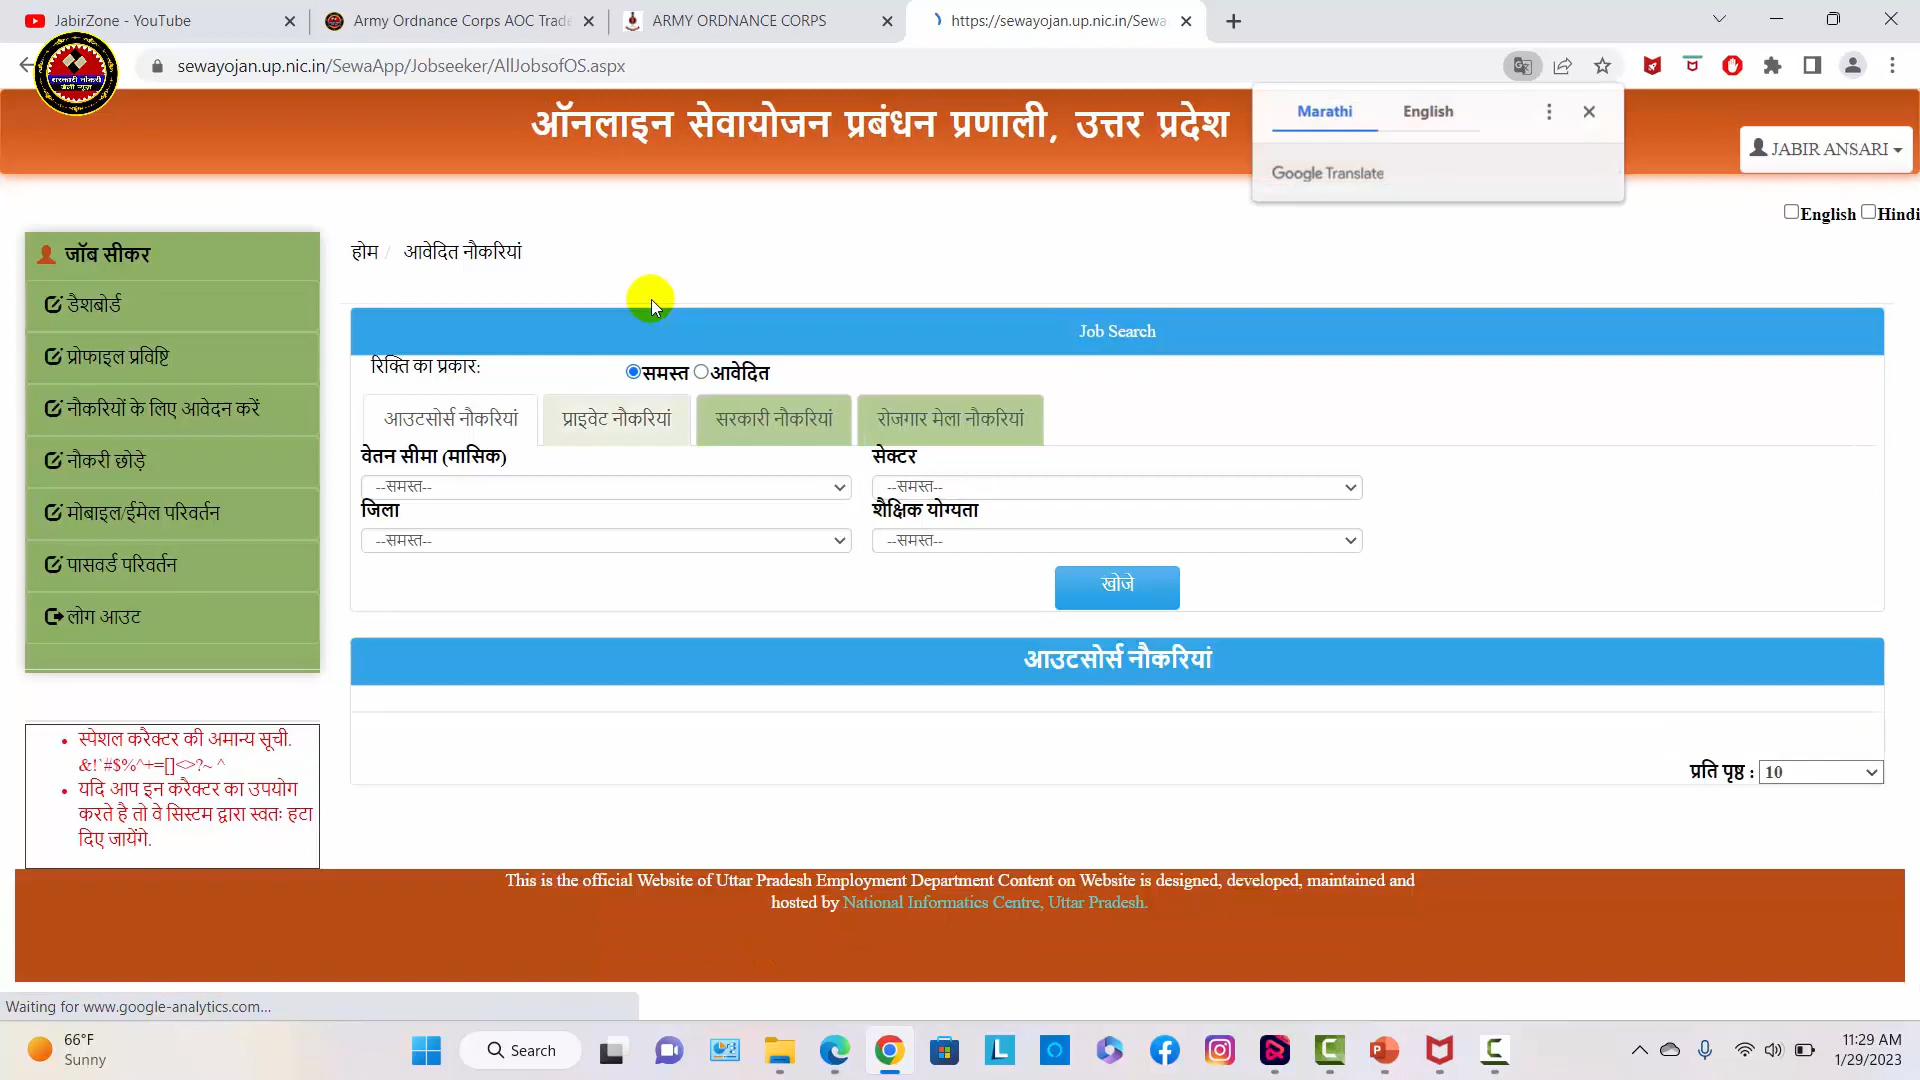 JabirZone - YouTube
Army Ordnance Corps AOC Trad
ARMY ORDNANCE CORPS
https://sewayojan.up.nic.in/Sewa
sewayojan.up.nic.in/SewaApp/Jobseeker/AllJobsofOS.aspx
सरकारी नौकरी
ऑनलाइन सेवायोजन प्रबंधन प्रणाली, उत्तर प्रदेश
Marathi English
Google Translate
JABIR ANSARI
English Hindi
जॉब सीकर
डैशबोर्ड
प्रोफाइल प्रविष्टि
नौकरियों के लिए आवेदन करें
नौकरी छोड़े
मोबाइल/ईमेल परिवर्तन
पासवर्ड परिवर्तन
लोग आउट
होम / आवेदित नौकरियां
Job Search
रिक्ति का प्रकार: समस्त आवेदित
आउटसोर्स नौकरियां प्राइवेट नौकरियां सरकारी नौकरियां रोजगार मेला नौकरियां
वेतन सीमा (मासिक) सेक्टर
--समस्त-- --समस्त--
जिला शैक्षिक योग्यता
--समस्त-- --समस्त--
खोजे
आउटसोर्स नौकरियां
प्रति पृष्ठ : 10
स्पेशल करैक्टर की अमान्य सूची.
&!`#$%^+=[]<>?~ ^
यदि आप इन करैक्टर का उपयोग
करते है तो वे सिस्टम द्वारा स्वतः हटा
दिए जायेंगे.
This is the official Website of Uttar Pradesh Employment Department Content on Website is designed, developed, maintained and
hosted by National Informatics Centre, Uttar Pradesh.
Waiting for www.google-analytics.com...
66°F
Sunny
Search
11:29 AM
1/29/2023